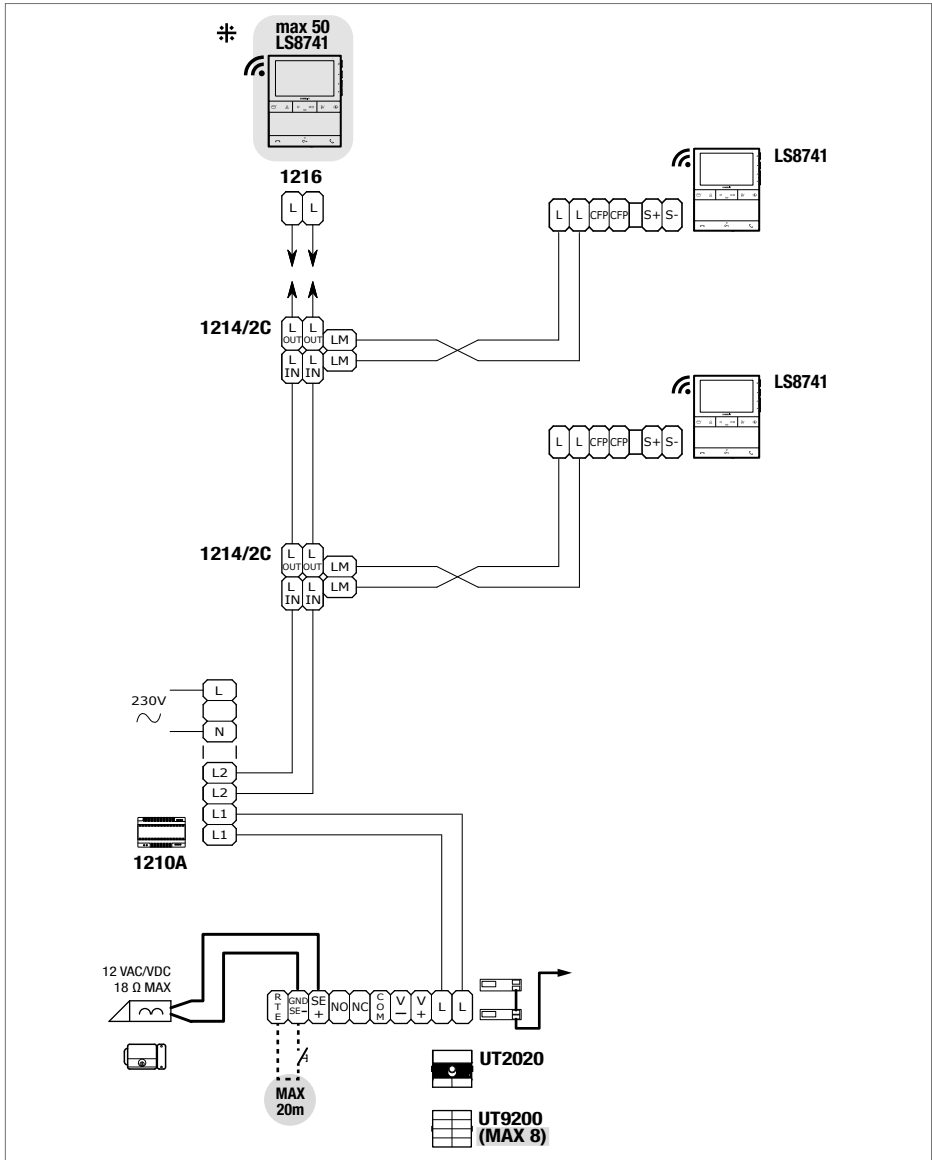 max 50
LS8741
1216
L L
LS8741
L L CFP CFP S+ S-
1214/2C
L OUT L OUT LM
L IN L IN LM
LS8741
L L CFP CFP S+ S-
1214/2C
L OUT L OUT LM
L IN L IN LM
230V
L
N
L2
L2
L1
L1
1210A
12 VAC/VDC
18 Ω MAX
RTE GND SE- SE + NO NC COM V — V + L L
MAX
20m
UT2020
UT9200
(MAX 8)